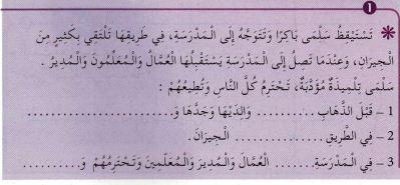 1
* تَسْتَيْقِظُ سَلْمَى بَاكِرًا وَتَتَوَجَّهُ إِلَى الْمَدْرَسَةِ، فِي طَرِيقِهَا تَلْتَقِي بِكَثِيرٍ مِنَ
الْجِيرَانِ، وَعِنْدَمَا تَصِلُ إِلَى الْمَدْرَسَةِ يَسْتَقْبِلُهَا الْعُمَّالُ وَالْمُعَلِّمُونَ وَالْمُدِيرُ.
سَلْمَى تِلْمِيذَةٌ مُؤَدَّبَةٌ، تَحْتَرِمُ كُلَّ النَّاسِ وَتُطِيعُهُمْ :
1 – قَبْلَ الذَّهَابِ .......... وَالِدَيْهَا وَجَدَّهَا وَ..............................
2 – فِي الطَّرِيقِ .......... الْجِيرَانَ.
3 – فِي الْمَدْرَسَةِ ........ الْعُمَّالَ وَالْمُدِيرَ وَالْمُعَلِّمَينَ وَتَحْتَرِمُهُمْ وَ..........